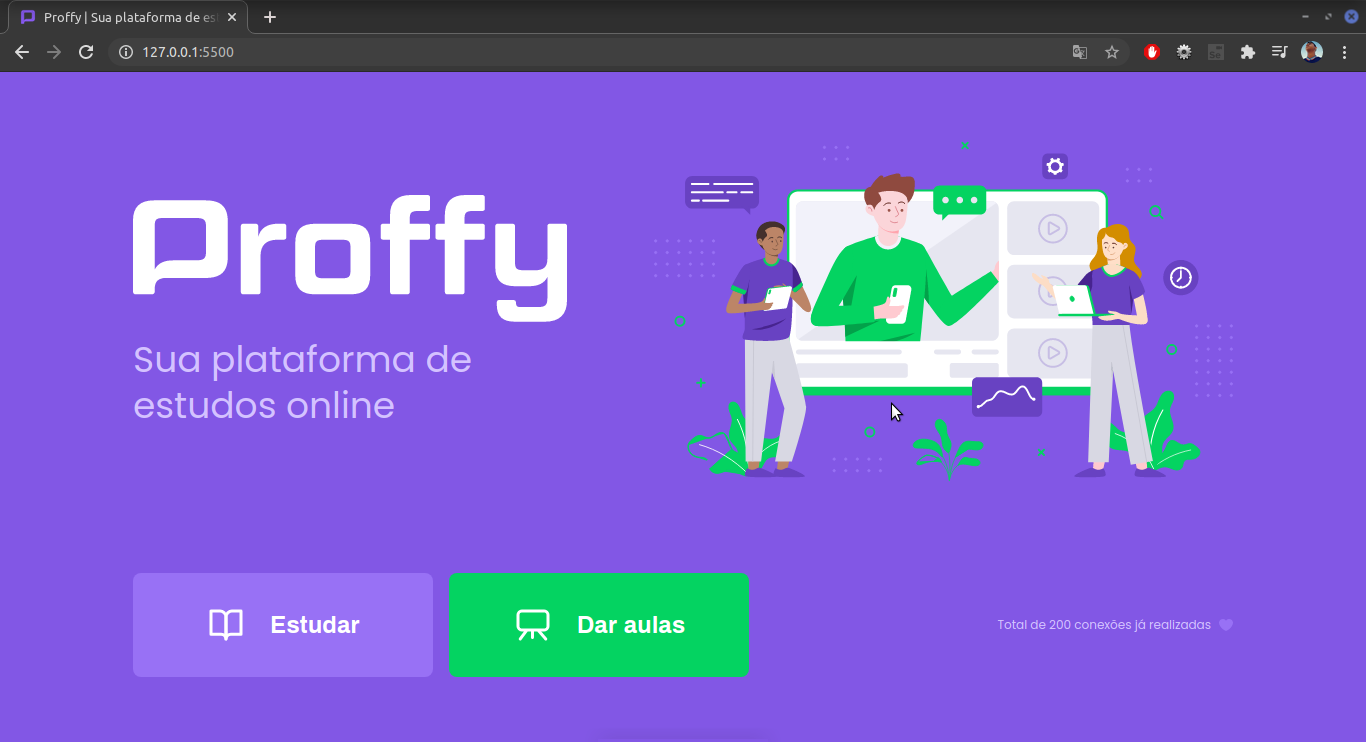 Proffy | Sua plataforma de es
127.0.0.1:5500
Proffy
Sua plataforma de
estudos online
Estudar
Dar aulas
Total de 200 conexões já realizadas